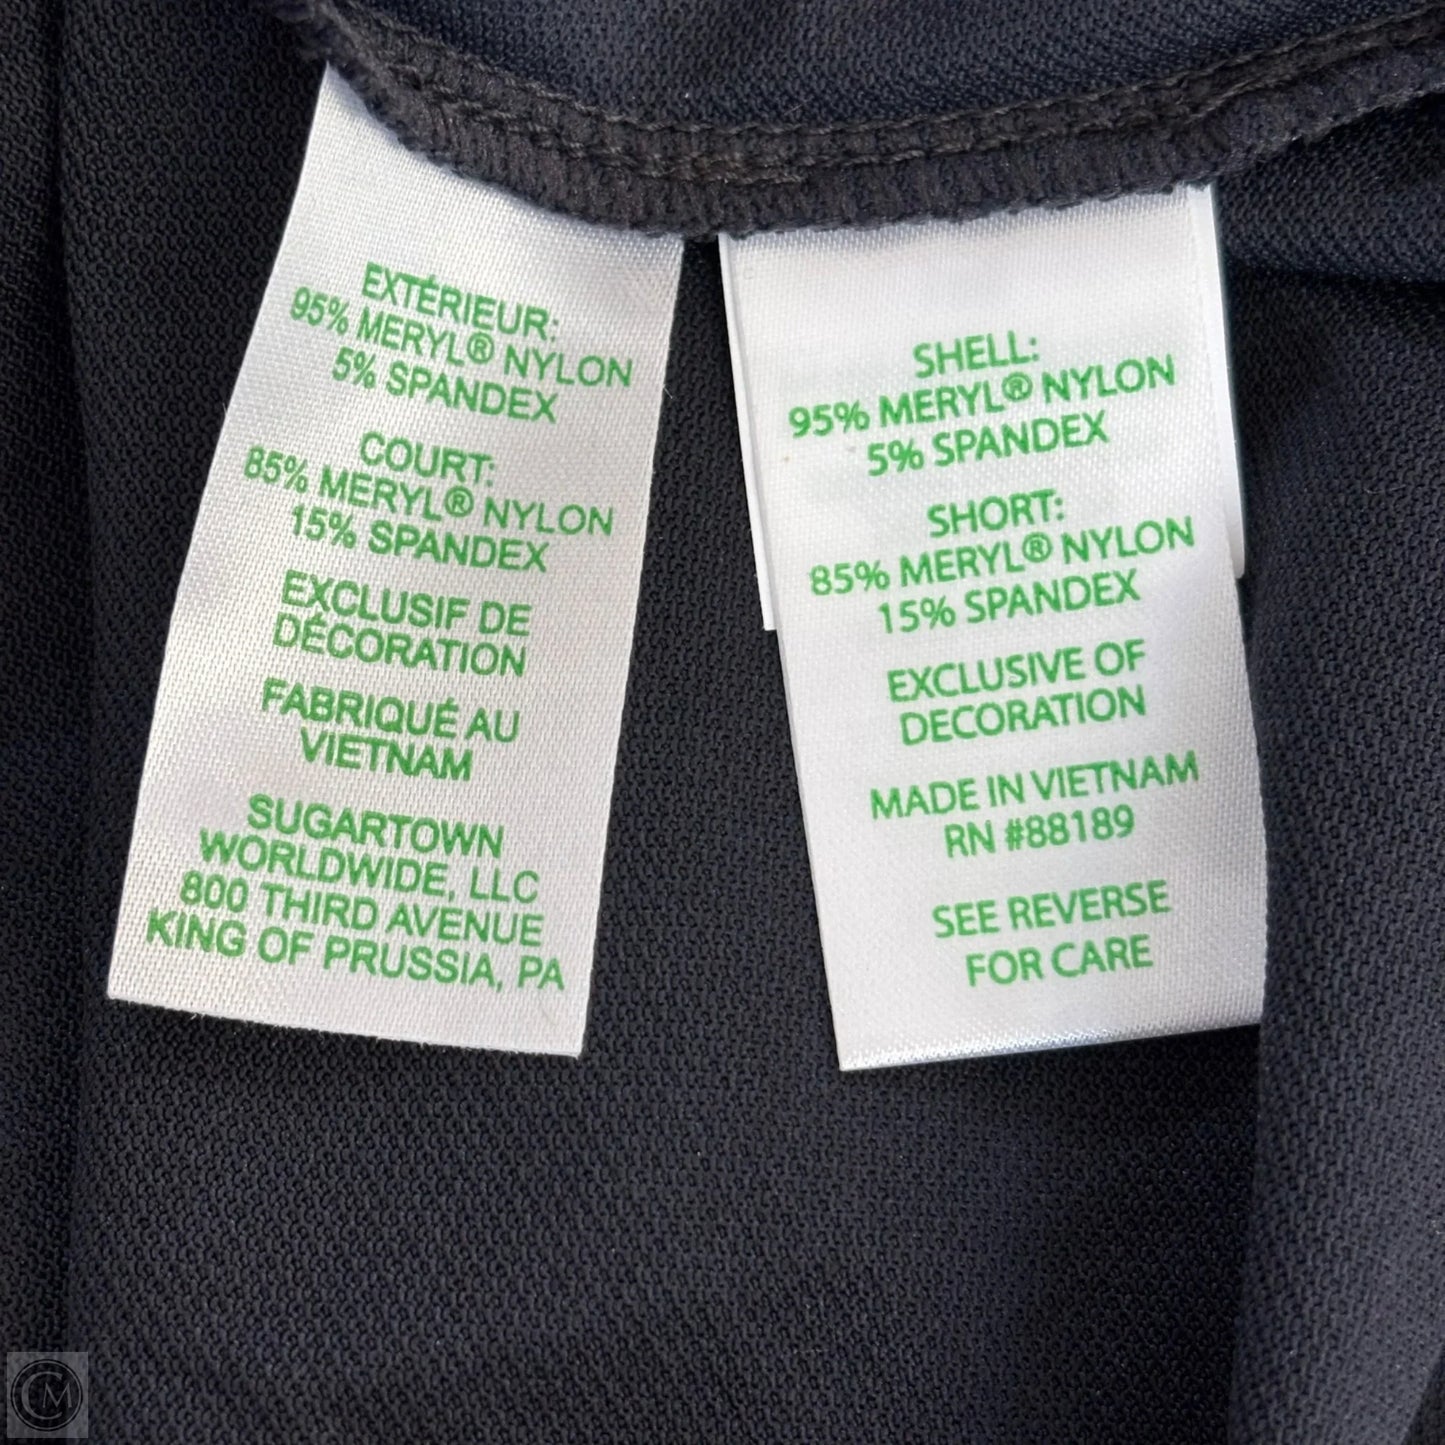 EXTÉRIEUR:
95% MERYL® NYLON
5% SPANDEX
COURT:
85% MERYL® NYLON
15% SPANDEX
EXCLUSIF DE
DÉCORATION
FABRIQUÉ AU
VIETNAM
SUGARTOWN
WORLDWIDE, LLC
800 THIRD AVENUE
KING OF PRUSSIA, PA
SHELL:
95% MERYL® NYLON
5% SPANDEX
SHORT:
85% MERYL® NYLON
15% SPANDEX
EXCLUSIVE OF
DECORATION
MADE IN VIETNAM
RN #88189
SEE REVERSE
FOR CARE
CM